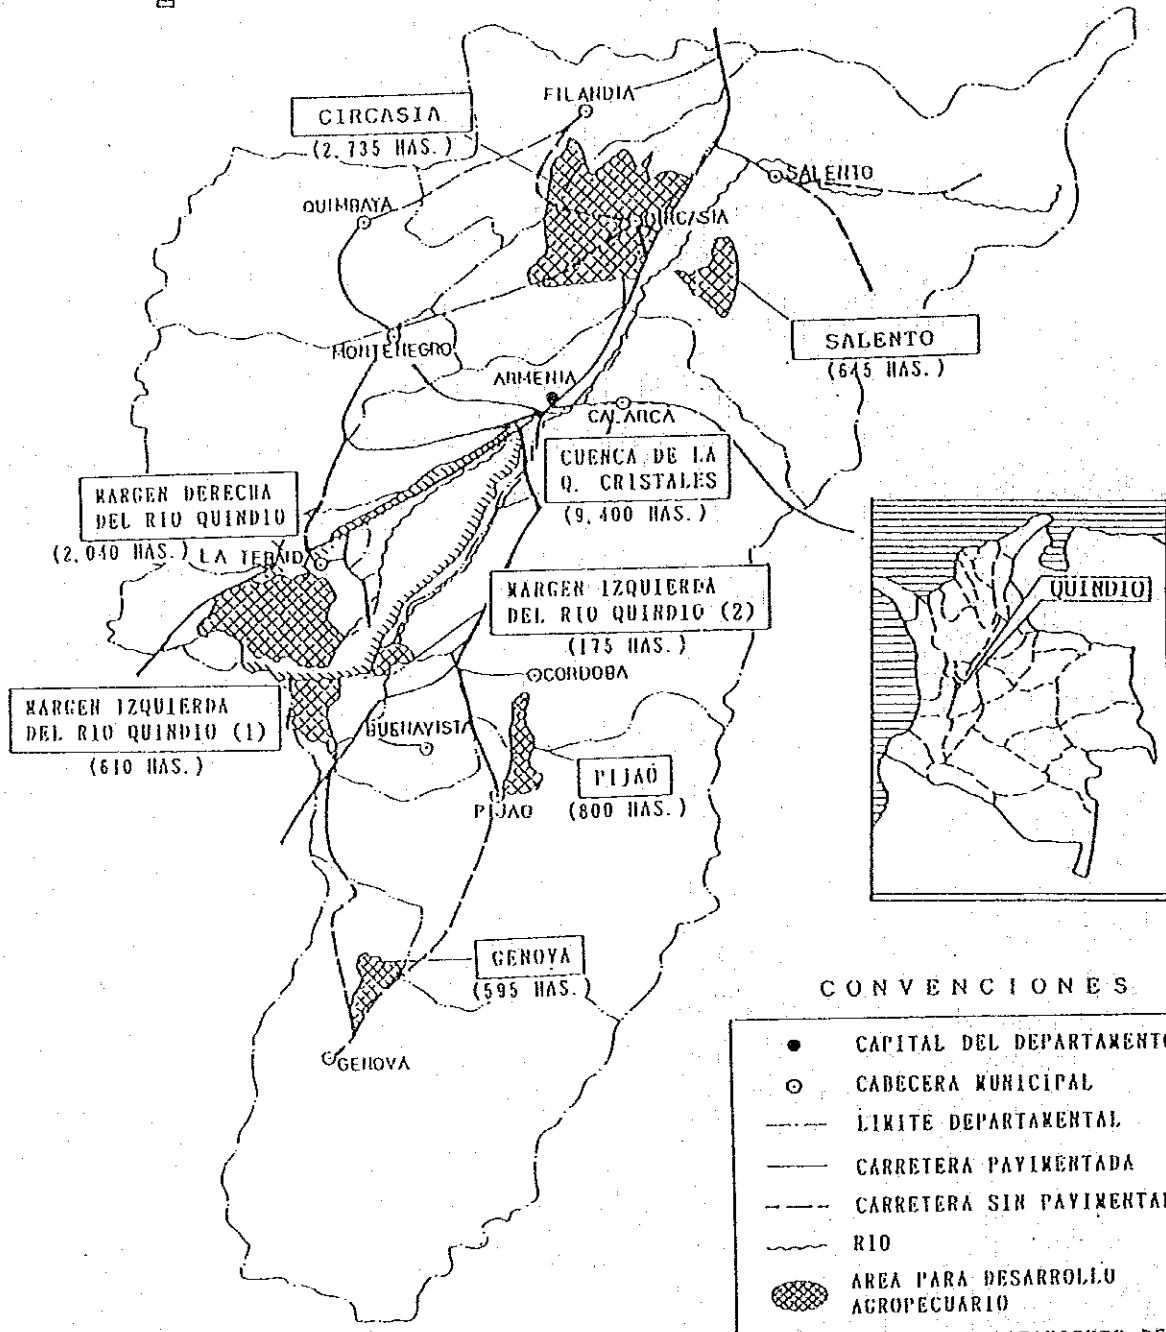 FILANDIA
CIRCASIA
(2.735 HAS.)
SALENTO
QUIMBAYA
CIRCASIA
MONTENEGRO
SALENTO
(645 HAS.)
ARMENIA
CALARCA
CUENCA DE LA
Q. CRISTALES
(9.400 HAS.)
MARGEN DERECHA
DEL RIO QUINDIO
(2.040 HAS.)
LA TEBAID
QUINDIO
MARGEN IZQUIERDA
DEL RIO QUINDIO (2)
(175 HAS.)
CORDOBA
MARGEN IZQUIERDA
DEL RIO QUINDIO (1)
(610 HAS.)
BUENAVISTA
PIJAO
(800 HAS.)
PIJAO
GENOVA
(595 HAS.)
GENOVA
CONVENCIONES
CAPITAL DEL DEPARTAMENTO
CABECERA MUNICIPAL
LIMITE DEPARTAMENTAL
CARRETERA PAVIMENTADA
CARRETERA SIN PAVIMENTAR
RIO
AREA PARA DESARROLLO
AGROPECUARIO